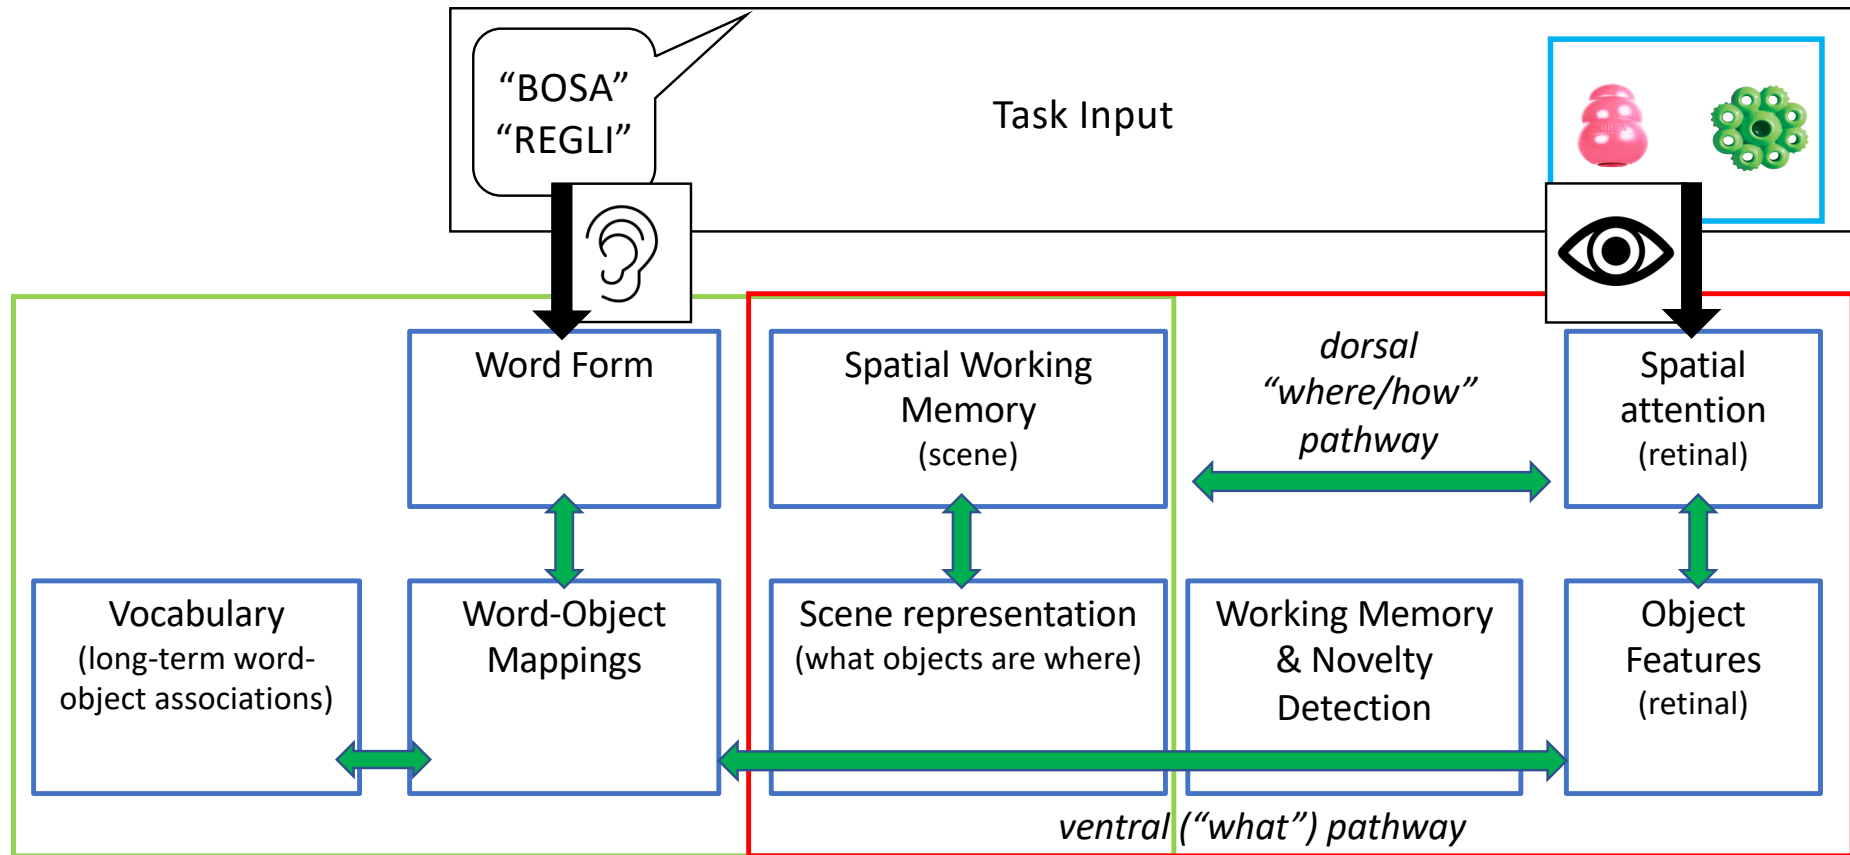 “BOSA”
“REGLI”
Task Input
Word Form
Spatial Working
Memory
(scene)
dorsal
“where/how”
pathway
Spatial
attention
(retinal)
Vocabulary
(long-term word-
object associations)
Word-Object
Mappings
Scene representation
(what objects are where)
Working Memory
& Novelty
Detection
Object
Features
(retinal)
ventral (“what”) pathway